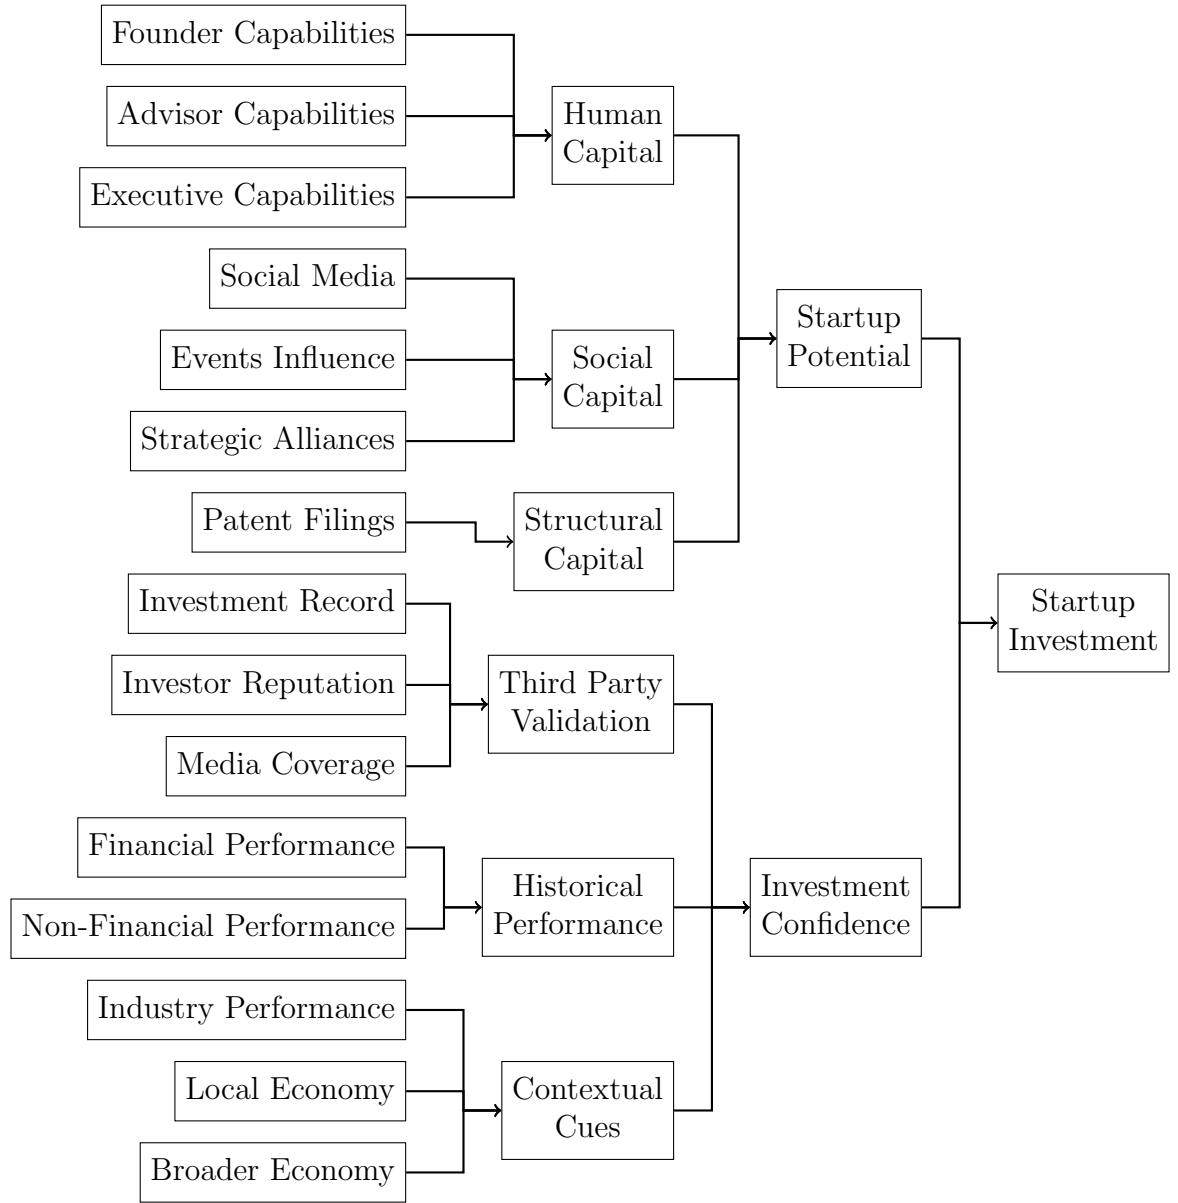 Founder Capabilities
Advisor Capabilities
Executive Capabilities
Social Media
Events Influence
Strategic Alliances
Patent Filings
Investment Record
Investor Reputation
Media Coverage
Financial Performance
Non-Financial Performance
Industry Performance
Local Economy
Broader Economy
Human
Capital
Social
Capital
Structural
Capital
Third Party
Validation
Historical
Performance
Contextual
Cues
Startup
Potential
Investment
Confidence
Startup
Investment